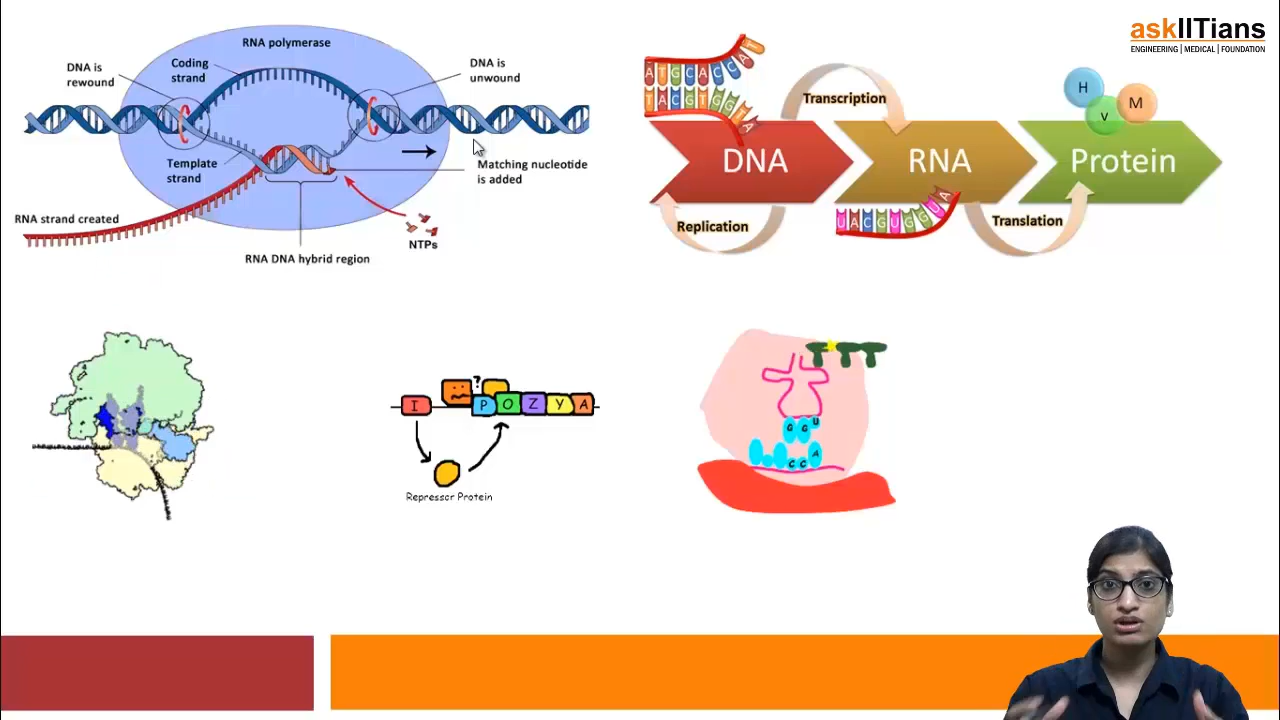 askIITians
ENGINEERING | MEDICAL | FOUNDATION
RNA polymerase
DNA is
rewound
Coding
strand
DNA is
unwound
Template
strand
Matching nucleotide
is added
RNA strand created
NTPs
RNA DNA hybrid region
A T G C A C C A T
T A C G T G G T A
Transcription
H
V
M
DNA
RNA
Protein
Replication
U A C G U G G U A
Translation
?
I
P O Z Y A
Repressor Protein
G G U
C C A